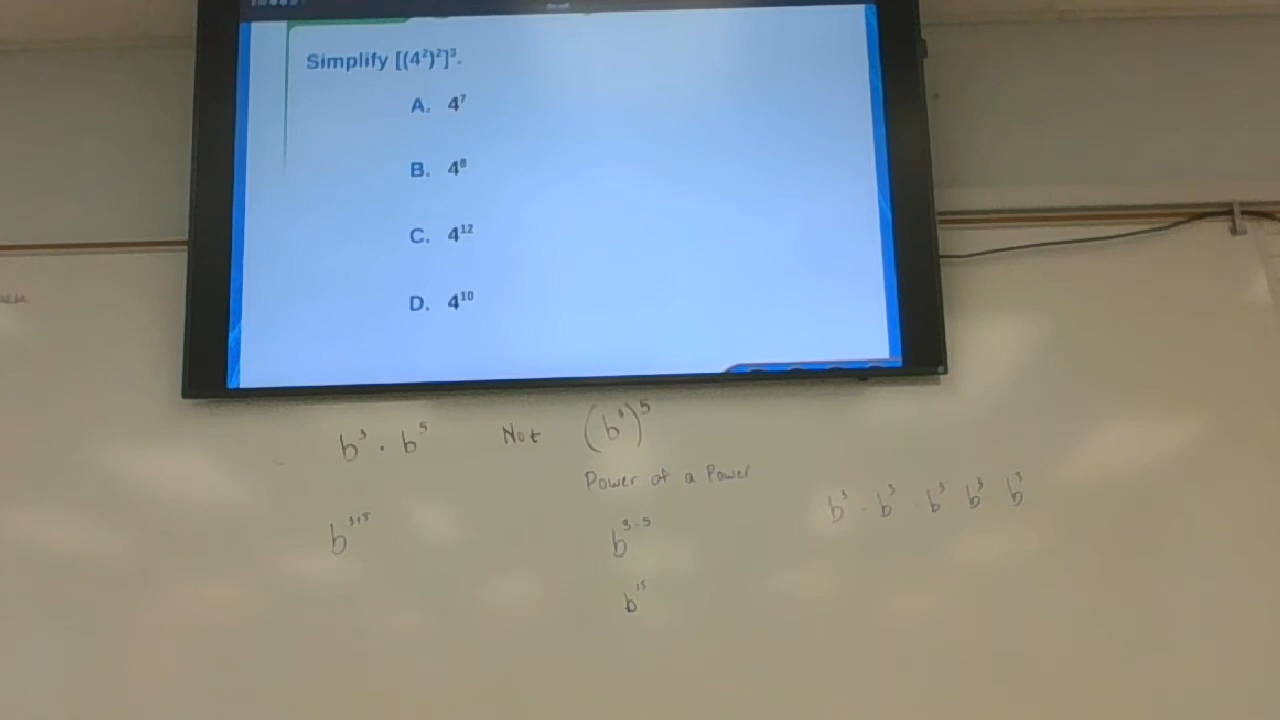 Simplify [(4²)²]³.
A. 4⁷
B. 4⁸
C. 4¹²
D. 4¹⁰
b³ · b⁵ Not (b³)⁵
Power of a Power
b³ · b³ · b³ b³ b³
b³⁺⁵ b³·⁵
b¹⁵